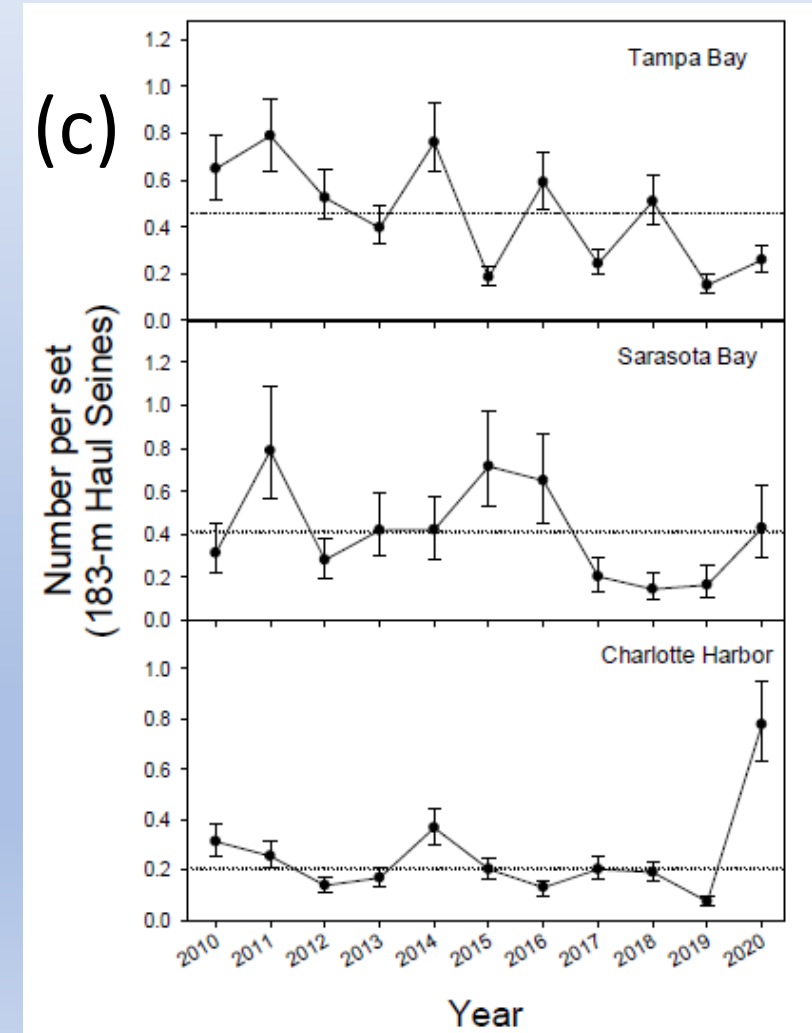 (c)
Number per set
(183-m Haul Seines)
Tampa Bay
1.2
1.0
0.8
0.6
0.4
0.2
0.0
Sarasota Bay
1.2
1.0
0.8
0.6
0.4
0.2
0.0
Charlotte Harbor
1.0
0.8
0.6
0.4
0.2
0.0
2010 2011 2012 2013 2014 2015 2016 2017 2018 2019 2020
Year